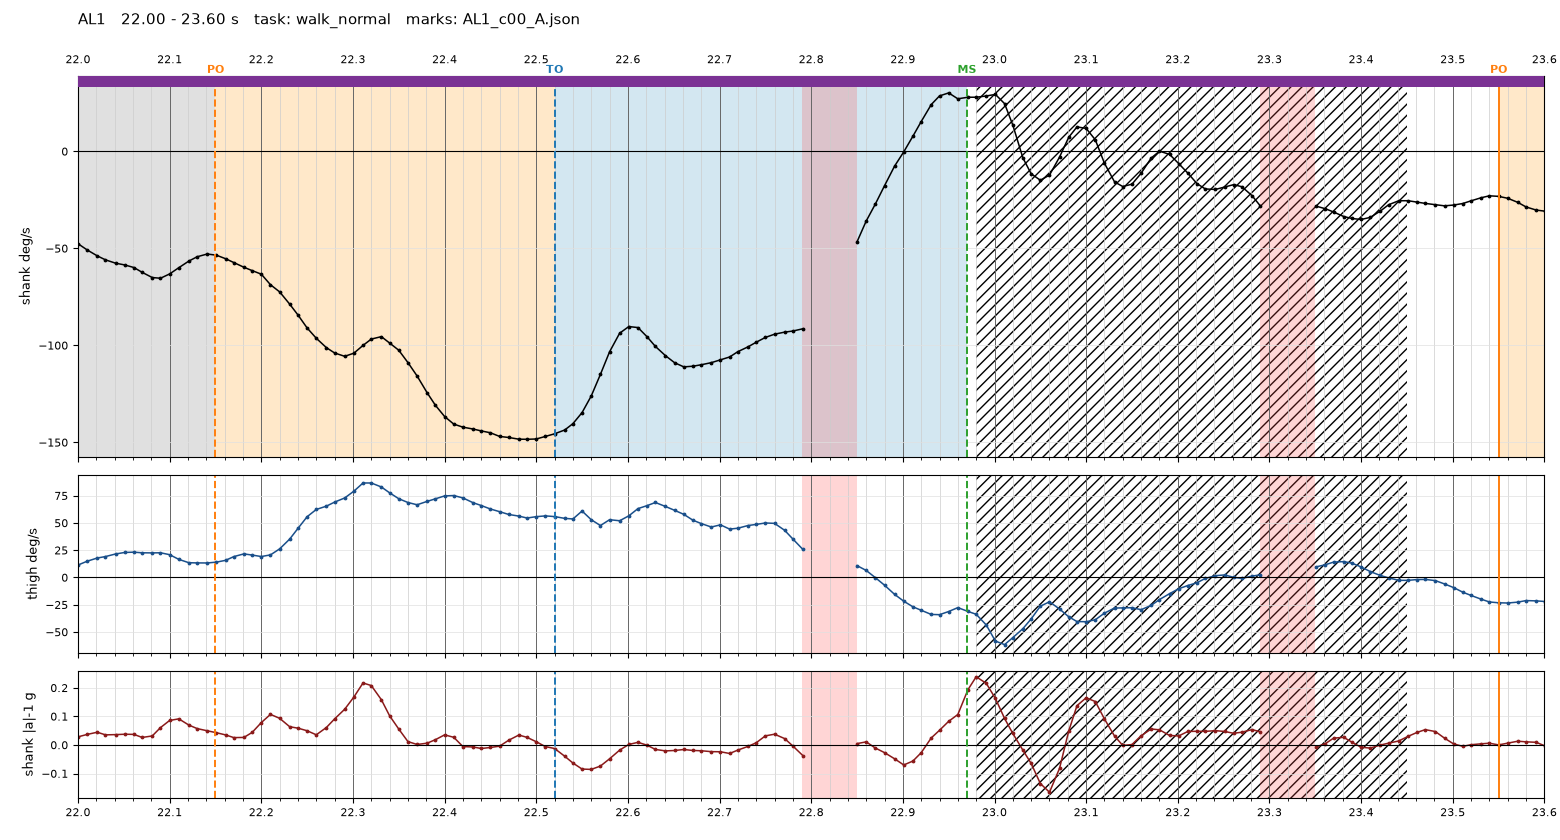 AL1   22.00 - 23.60 s   task: walk_normal   marks: AL1_c00_A.json
22.0 22.1 22.2 22.3 22.4 22.5 22.6 22.7 22.8 22.9 23.0 23.1 23.2 23.3 23.4 23.5 23.6
PO TO MS PO
shank deg/s
0
−50
−100
−150
thigh deg/s
75
50
25
0
−25
−50
shank |a|-1 g
0.2
0.1
0.0
−0.1
22.0 22.1 22.2 22.3 22.4 22.5 22.6 22.7 22.8 22.9 23.0 23.1 23.2 23.3 23.4 23.5 23.6